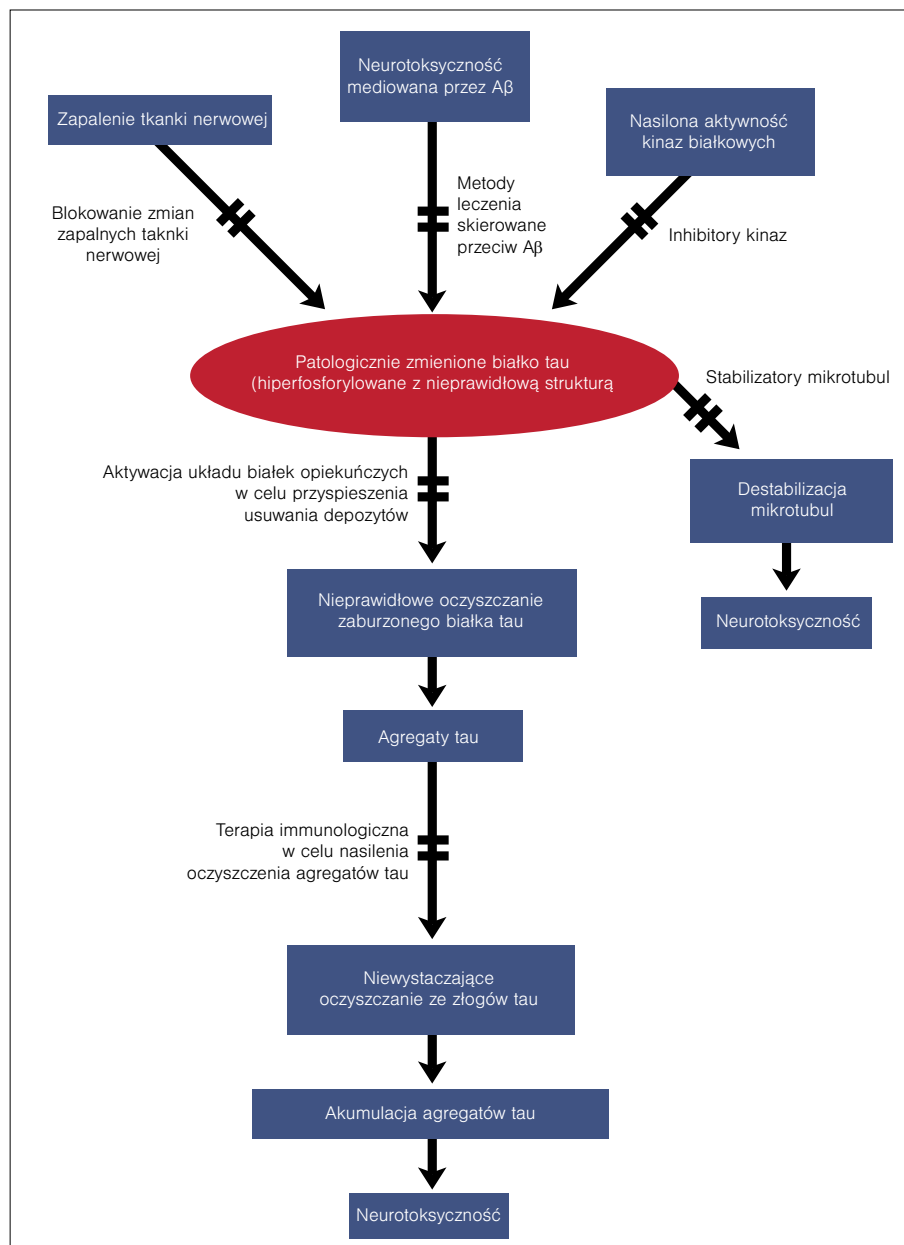 Neurotoksyczność
mediowana przez Aβ
Zapalenie tkanki nerwowej
Nasilona aktywność
kinaz białkowych
Blokowanie zmian
zapalnych taknki
nerwowej
Metody
leczenia
skierowane
przeciw Aβ
Inhibitory kinaz
Patologicznie zmienione białko tau
(hiperfosforylowane z nieprawidłową strukturą
Stabilizatory mikrotubul
Aktywacja układu białek opiekuńczych
w celu przyspieszenia
usuwania depozytów
Destabilizacja
mikrotubul
Nieprawidłowe oczyszczanie
zaburzonego białka tau
Neurotoksyczność
Agregaty tau
Terapia immunologiczna
w celu nasilenia
oczyszczenia agregatów tau
Niewystaczające
oczyszczanie ze złogów tau
Akumulacja agregatów tau
Neurotoksyczność